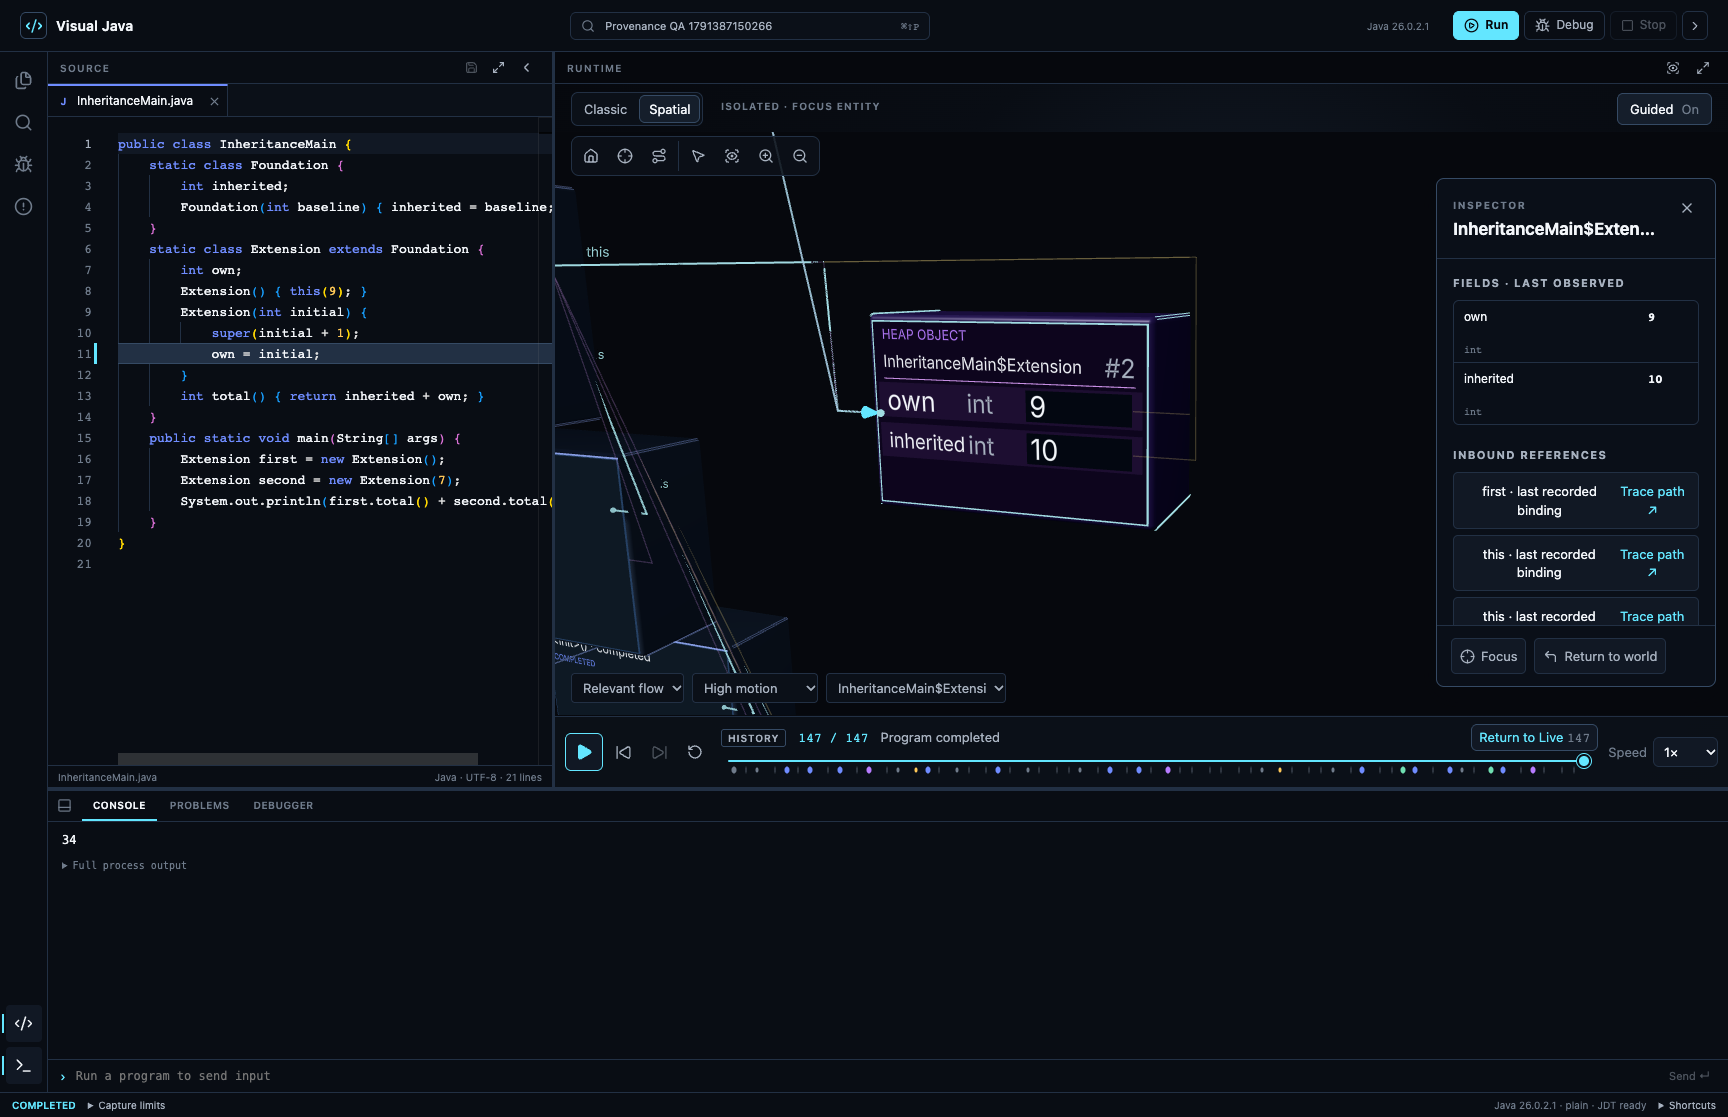 Visual Java
Provenance QA 1791387150266
Java 26.0.2.1
Run
Debug
Stop
SOURCE
J InheritanceMain.java
1 public class InheritanceMain {
2 static class Foundation {
3 int inherited;
4 Foundation(int baseline) { inherited = baseline;
5 }
6 static class Extension extends Foundation {
7 int own;
8 Extension() { this(9); }
9 Extension(int initial) {
10 super(initial + 1);
11 own = initial;
12 }
13 int total() { return inherited + own; }
14 }
15 public static void main(String[] args) {
16 Extension first = new Extension();
17 Extension second = new Extension(7);
18 System.out.println(first.total() + second.total(
19 }
20 }
21
InheritanceMain.java
Java · UTF-8 · 21 lines
RUNTIME
Classic
Spatial
ISOLATED · FOCUS ENTITY
Guided On
this
s
.s
HEAP OBJECT
InheritanceMain$Extension #2
own int 9
inherited int 10
completed
COMPLETED
Relevant flow
High motion
InheritanceMain$Extensi
INSPECTOR
InheritanceMain$Exten...
FIELDS · LAST OBSERVED
own 9
int
inherited 10
int
INBOUND REFERENCES
first · last recorded binding
Trace path ↗
this · last recorded binding
Trace path ↗
this · last recorded
Trace path
Focus
Return to world
HISTORY
147 / 147
Program completed
Return to Live 147
Speed
1×
CONSOLE
PROBLEMS
DEBUGGER
34
Full process output
› Run a program to send input
Send ↵
COMPLETED
Capture limits
Java 26.0.2.1 · plain · JDT ready
Shortcuts